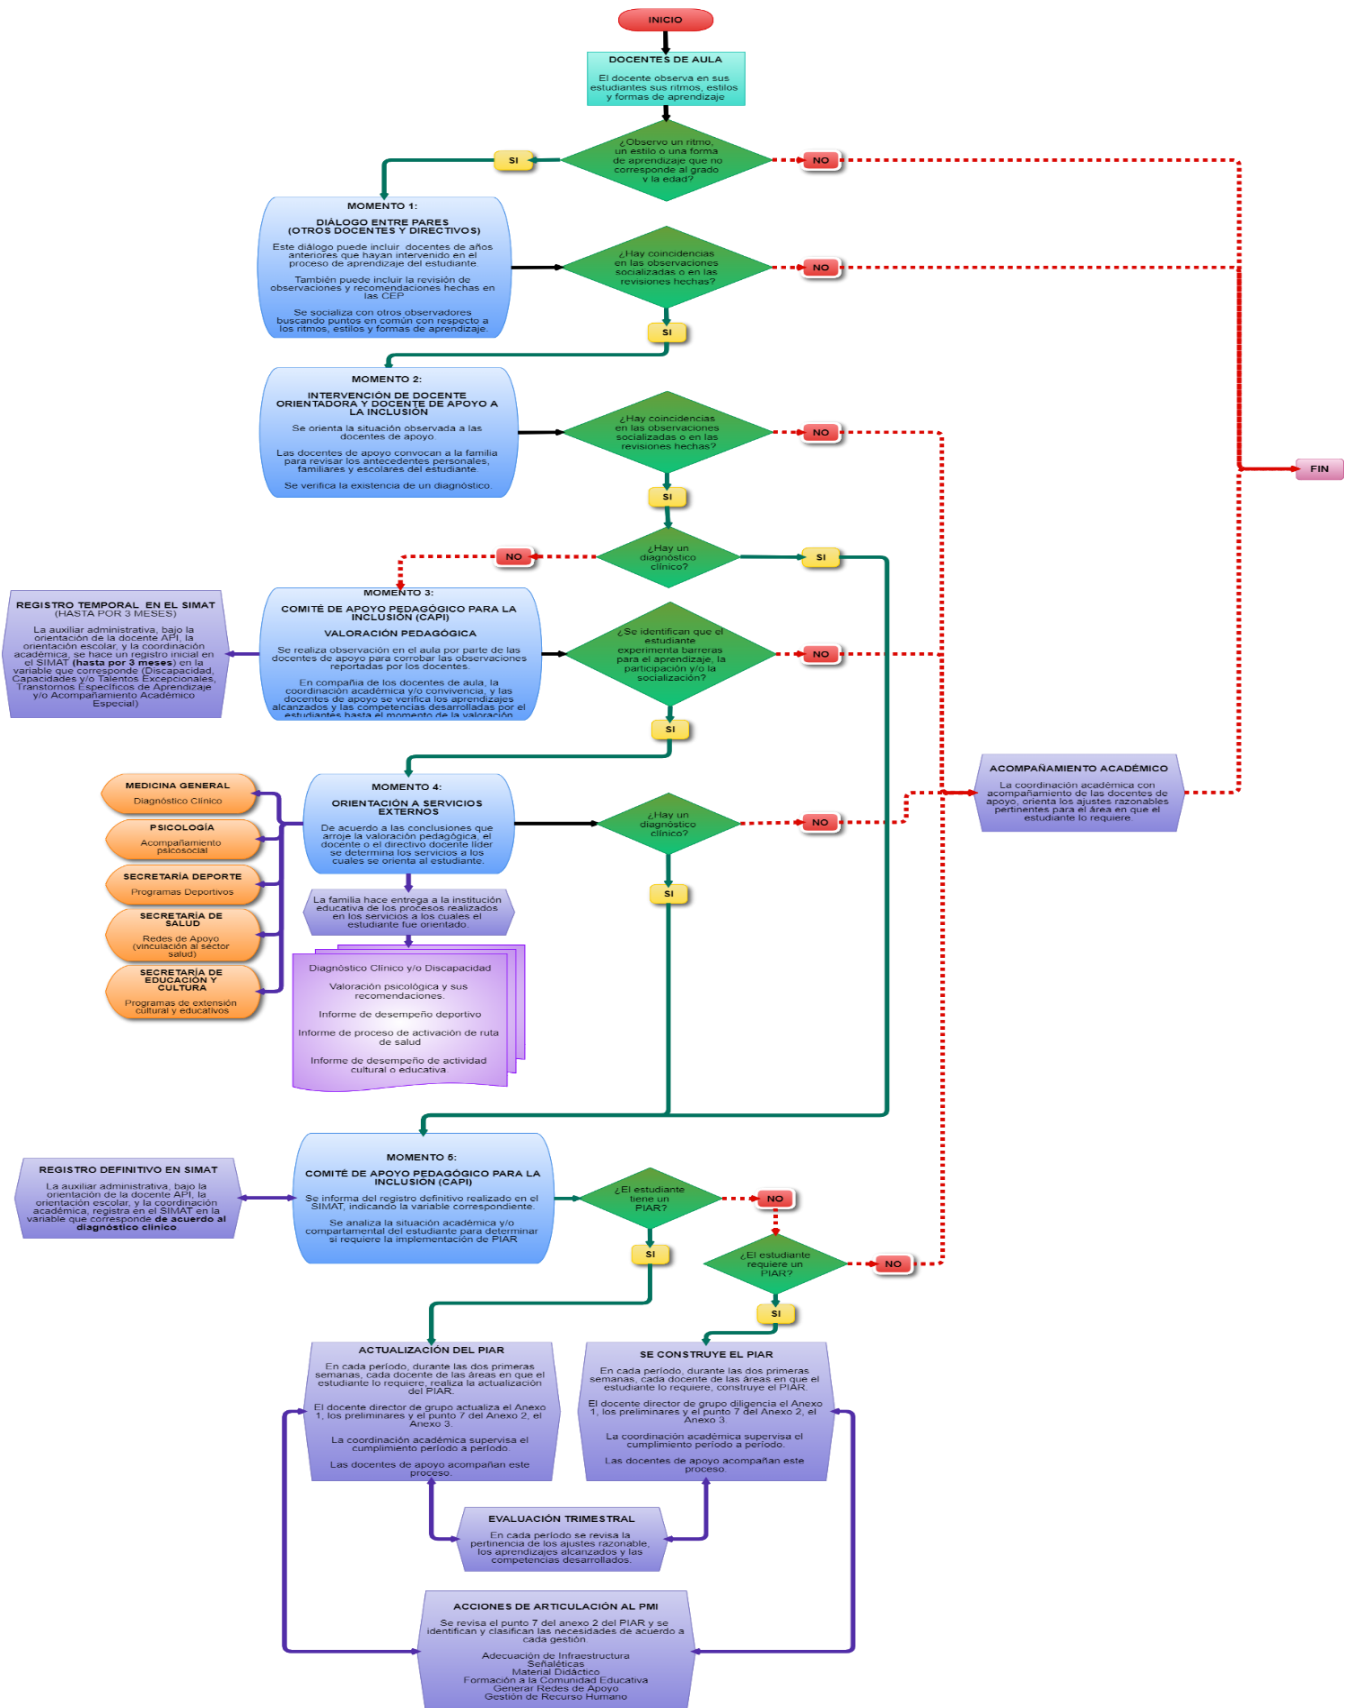 INICIO
DOCENTES DE AULA
El docente observa en sus
estudiantes sus ritmos, estilos
y formas de aprendizaje
¿Observo un ritmo,
un estilo o una forma
de aprendizaje que no
corresponde al grado
y la edad?
SI
NO
MOMENTO 1:
DIÁLOGO ENTRE PARES
(OTROS DOCENTES Y DIRECTIVOS)
Este diálogo puede incluir docentes de años
anteriores que hayan intervenido en el
proceso de aprendizaje del estudiante.
También puede incluir la revisión de
observaciones y recomendaciones hechas en
las CEP
Se socializa con otros observadores
buscando puntos en común con respecto a
los ritmos, estilos y formas de aprendizaje.
¿Hay coincidencias
en las observaciones
socializadas o en las
revisiones hechas?
NO
SI
MOMENTO 2:
INTERVENCIÓN DE DOCENTE
ORIENTADORA Y DOCENTE DE APOYO A
LA INCLUSIÓN
Se orienta la situación observada a las
docentes de apoyo.
Las docentes de apoyo convocan a la familia
para revisar los antecedentes personales,
familiares y escolares del estudiante.
Se verifica la existencia de un diagnóstico.
¿Hay coincidencias
en las observaciones
socializadas o en las
revisiones hechas?
NO
SI
FIN
¿Hay un
diagnóstico
clínico?
NO
SI
REGISTRO TEMPORAL EN EL SIMAT
(HASTA POR 3 MESES)
La auxiliar administrativa, bajo la
orientación de la docente API, la
orientación escolar, y la coordinación
académica, se hace un registro inicial en
el SIMAT (hasta por 3 meses) en la
variable que corresponde (Discapacidad,
Capacidades y/o Talentos Excepcionales,
Transtornos Específicos de Aprendizaje
y/o Acompañamiento Académico
Especial)
MOMENTO 3:
COMITÉ DE APOYO PEDAGÓGICO PARA LA
INCLUSIÓN (CAPI)
VALORACIÓN PEDAGÓGICA
Se realiza observación en el aula por parte de las
docentes de apoyo para corrobar las observaciones
reportadas por los docentes.
En compañia de los docentes de aula, la
coordinación académica y/o convivencia, y las
docentes de apoyo se verifica los aprendizajes
alcanzados y las competencias desarrolladas por el
estudiantes hasta el momento de la valoración
¿Se identifican que el
estudiante
experimenta barreras
para el aprendizaje, la
participación y/o la
socialización?
NO
SI
MEDICINA GENERAL
Diagnóstico Clínico
PSICOLOGÍA
Acompañamiento
psicosocial
SECRETARÍA DEPORTE
Programas Deportivos
SECRETARÍA DE
SALUD
Redes de Apoyo
(vinculación al sector
salud)
SECRETARÍA DE
EDUCACIÓN Y
CULTURA
Programas de extensión
cultural y educativos
MOMENTO 4:
ORIENTACIÓN A SERVICIOS
EXTERNOS
De acuerdo a las conclusiones que
arroje la valoración pedagógica, el
docente o el directivo docente líder
se determina los servicios a los
cuales se orienta al estudiante.
¿Hay un
diagnóstico
clínico?
NO
SI
ACOMPAÑAMIENTO ACADÉMICO
La coordinación académica con
acompañamiento de las docentes de
apoyo, orienta los ajustes razonables
pertinentes para el área en que el
estudiante lo requiere.
La familia hace entrega a la institución
educativa de los procesos realizados
en los servicios a los cuales el
estudiante fue orientado.
Diagnóstico Clínico y/o Discapacidad
Valoración psicológica y sus
recomendaciones.
Informe de desempeño deportivo
Informe de proceso de activación de ruta
de salud
Informe de desempeño de actividad
cultural o educativa.
REGISTRO DEFINITIVO EN SIMAT
La auxiliar administrativa, bajo la
orientación de la docente API, la
orientación escolar, y la coordinación
académica, registra en el SIMAT en la
variable que corresponde de acuerdo al
diagnóstico clínico
MOMENTO 5:
COMITÉ DE APOYO PEDAGÓGICO PARA LA
INCLUSIÓN (CAPI)
Se informa del registro definitivo realizado en el
SIMAT, indicando la variable correspondiente.
Se analiza la situación académica y/o
compartamental del estudiante para determinar
si requiere la implementación de PIAR
¿El estudiante
tiene un
PIAR?
NO
SI
¿El estudiante
requiere un
PIAR?
NO
SI
ACTUALIZACIÓN DEL PIAR
En cada período, durante las dos primeras
semanas, cada docente de las áreas en que el
estudiante lo requiere, realiza la actualización
del PIAR.
El docente director de grupo actualiza el Anexo
1, los preliminares y el punto 7 del Anexo 2, el
Anexo 3.
La coordinación académica supervisa el
cumplimiento período a período.
Las docentes de apoyo acompañan este
proceso.
SE CONSTRUYE EL PIAR
En cada período, durante las dos primeras
semanas, cada docente de las áreas en que el
estudiante lo requiere, construye el PIAR.
El docente director de grupo diligencia el Anexo
1, los preliminares y el punto 7 del Anexo 2, el
Anexo 3.
La coordinación académica supervisa el
cumplimiento período a período.
Las docentes de apoyo acompañan este
proceso.
EVALUACIÓN TRIMESTRAL
En cada período se revisa la
pertinencia de los ajustes razonable,
los aprendizajes alcanzados y las
competencias desarrollados.
ACCIONES DE ARTICULACIÓN AL PMI
Se revisa el punto 7 del anexo 2 del PIAR y se
identifican y clasifican las necesidades de acuerdo a
cada gestión.
Adecuación de Infraestructura
Señaléticas
Material Didáctico
Formación a la Comunidad Educativa
Generar Redes de Apoyo
Gestión de Recurso Humano